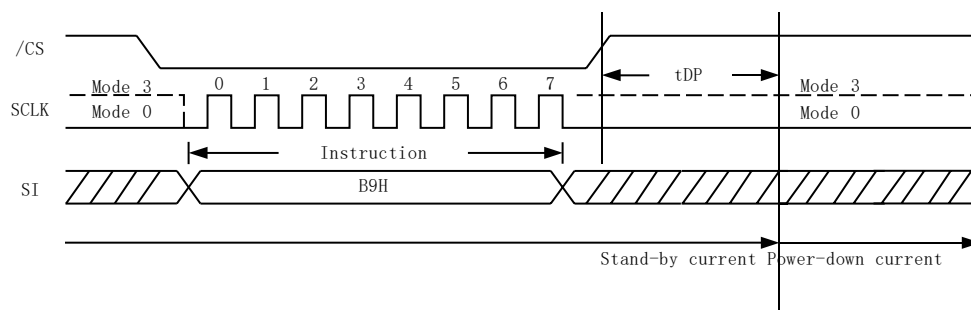 /CS
tDP
Mode 3 0 1 2 3 4 5 6 7 Mode 3
SCLK
Mode 0 Mode 0
Instruction
SI B9H
Stand-by current Power-down current